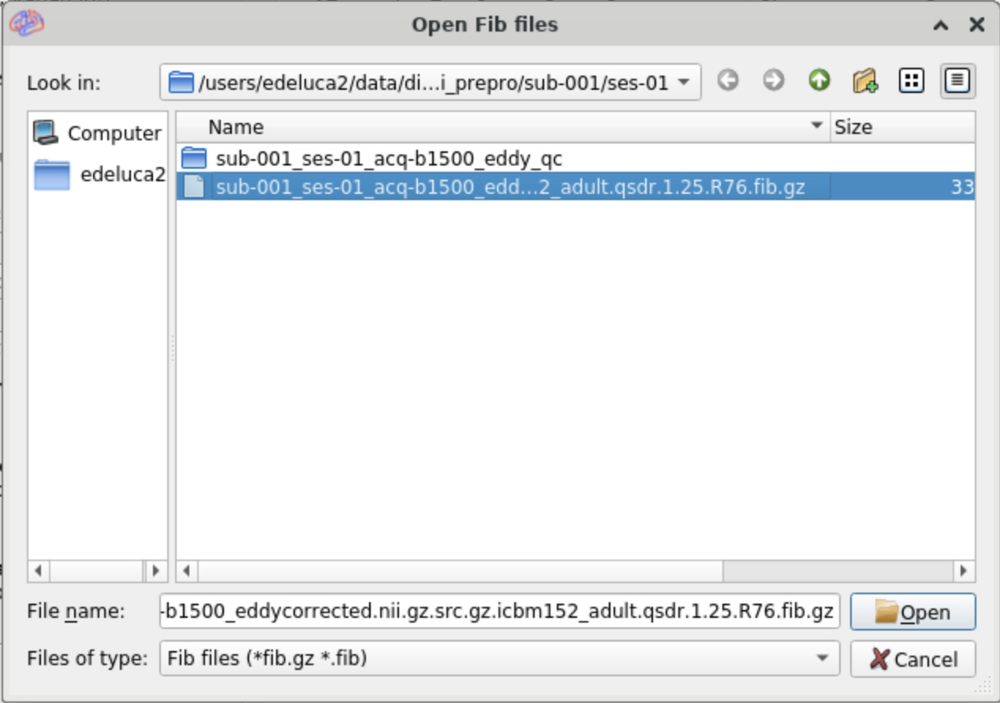 Open Fib files
Look in: /users/edeluca2/data/di...i_prepro/sub-001/ses-01
Computer
edeluca2
Name Size
sub-001_ses-01_acq-b1500_eddy_qc
sub-001_ses-01_acq-b1500_edd...2_adult.qsdr.1.25.R76.fib.gz 33
File name: -b1500_eddycorrected.nii.gz.src.gz.icbm152_adult.qsdr.1.25.R76.fib.gz Open
Files of type: Fib files (*fib.gz *.fib) Cancel